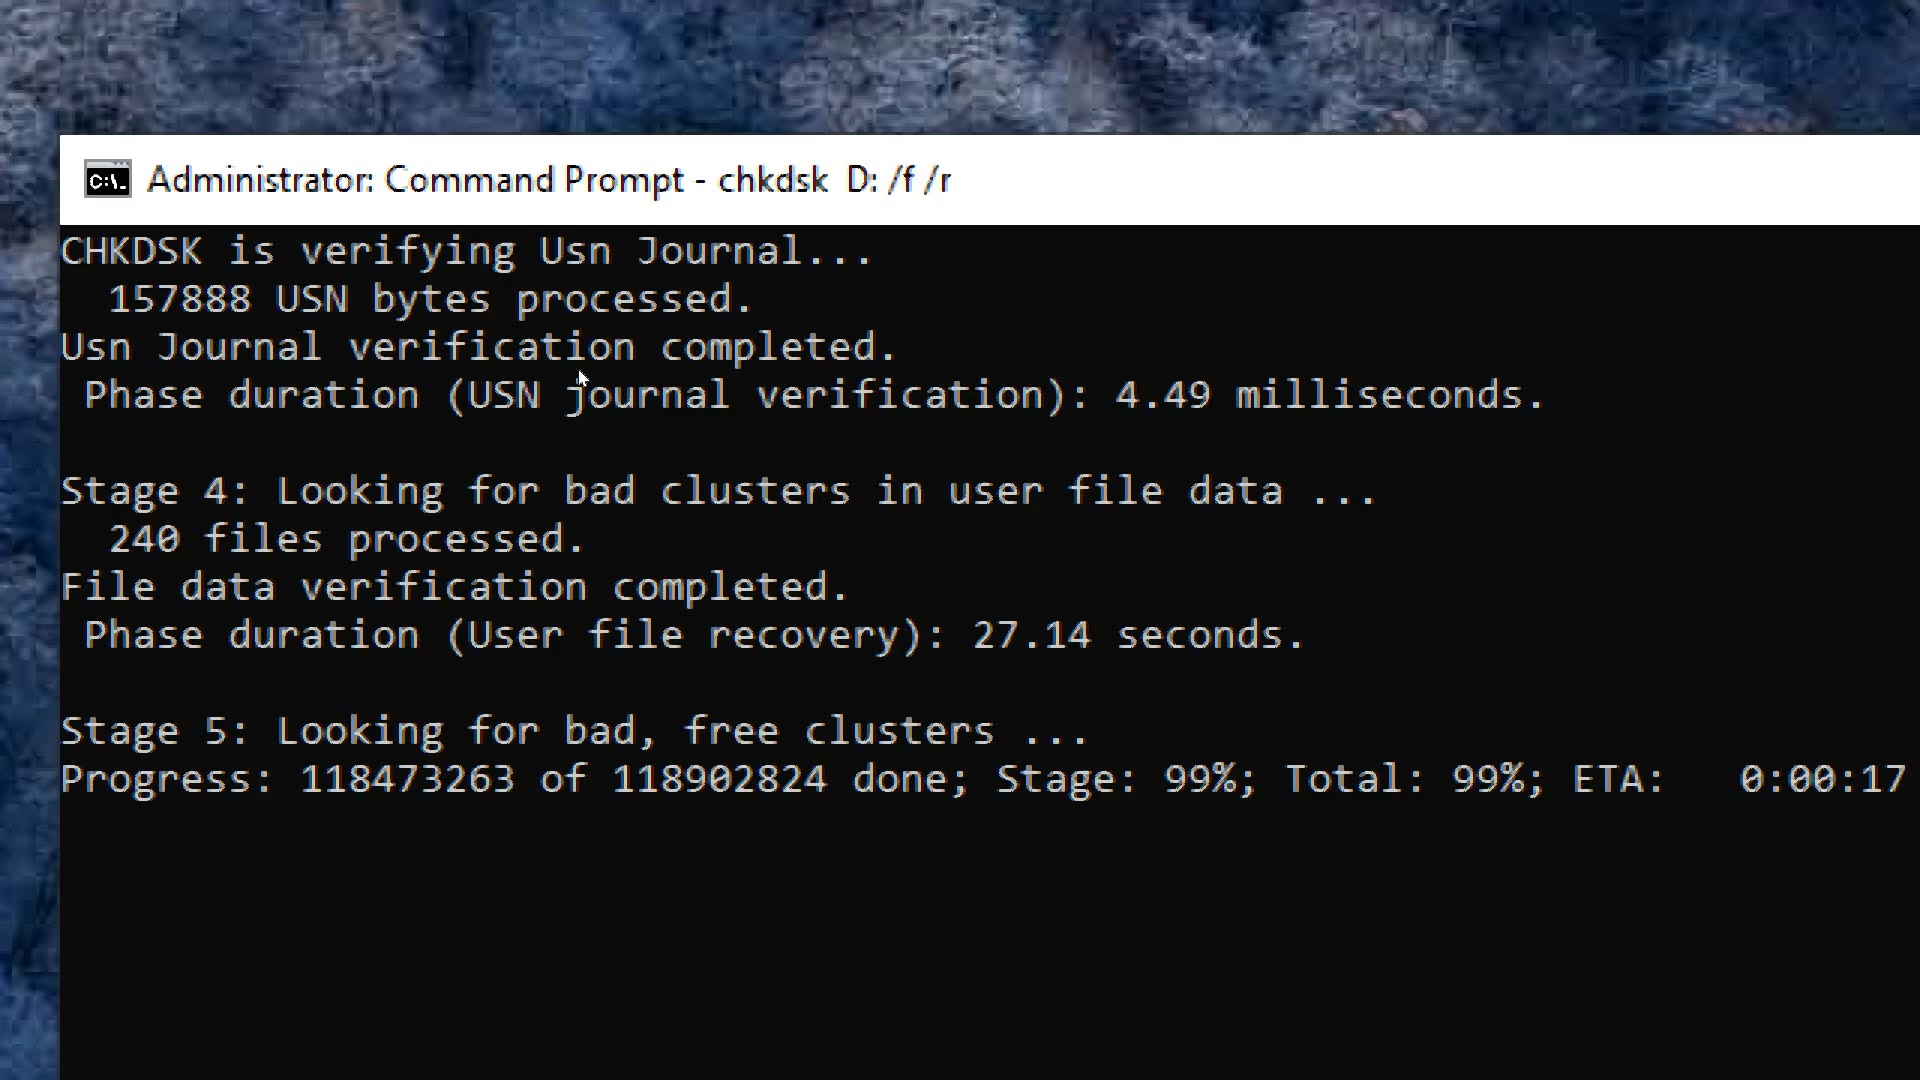 C:\.
Administrator: Command Prompt - chkdsk  D: /f /r
CHKDSK is verifying Usn Journal...
  157888 USN bytes processed.
Usn Journal verification completed.
 Phase duration (USN journal verification): 4.49 milliseconds.

Stage 4: Looking for bad clusters in user file data ...
  240 files processed.
File data verification completed.
 Phase duration (User file recovery): 27.14 seconds.

Stage 5: Looking for bad, free clusters ...
Progress: 118473263 of 118902824 done; Stage: 99%; Total: 99%; ETA:   0:00:17